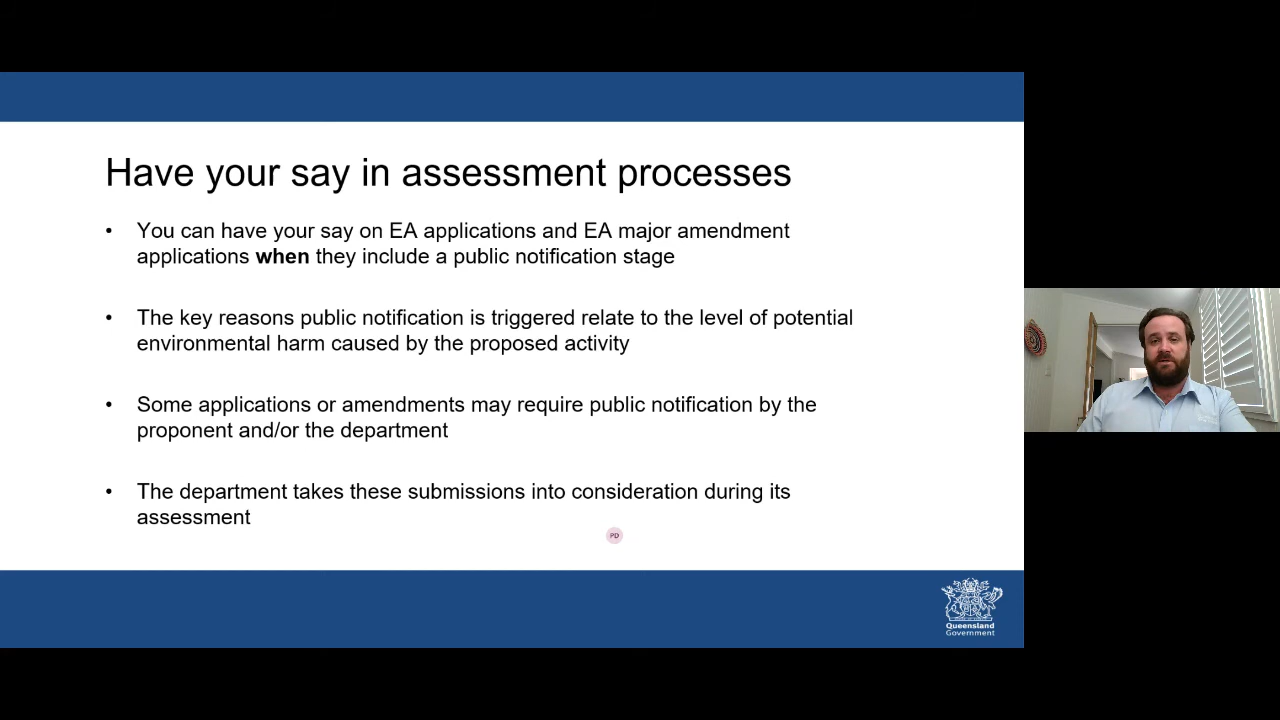 Have your say in assessment processes
• You can have your say on EA applications and EA major amendment
applications when they include a public notification stage
• The key reasons public notification is triggered relate to the level of potential
environmental harm caused by the proposed activity
• Some applications or amendments may require public notification by the
proponent and/or the department
• The department takes these submissions into consideration during its
assessment
PD
Queensland
Government